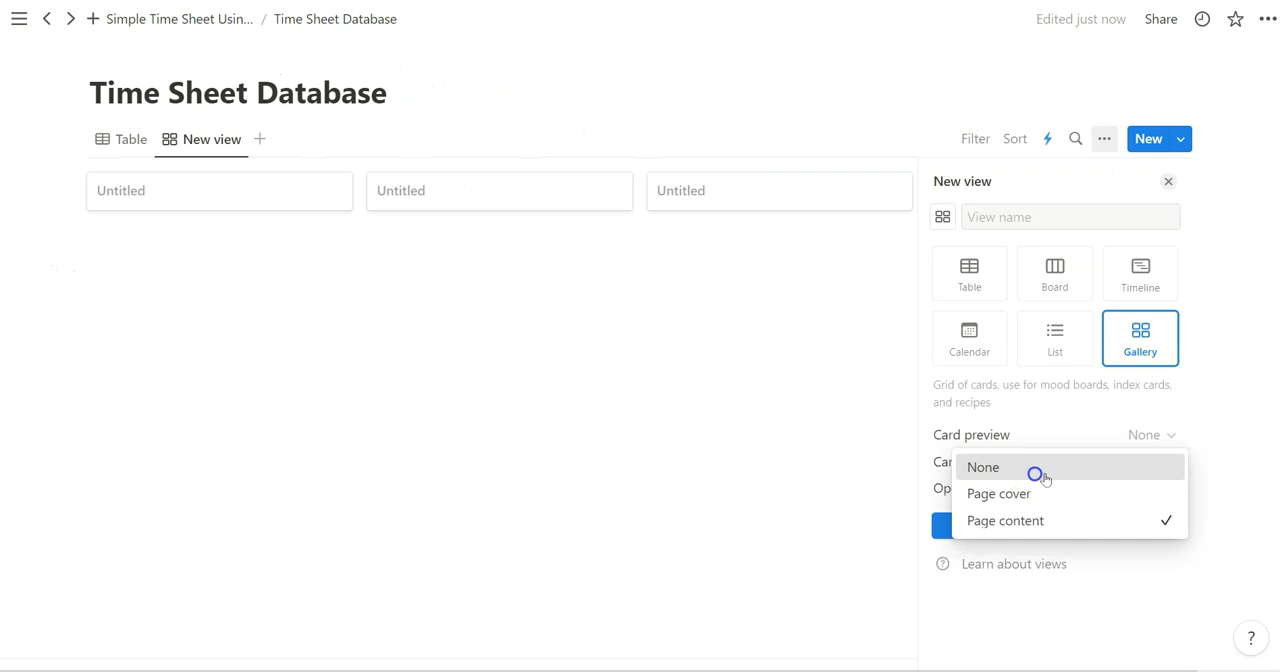 Simple Time Sheet Usin... / Time Sheet Database
Edited just now Share
Time Sheet Database
Table New view
Filter Sort New
Untitled Untitled Untitled
New view
View name
Table Board Timeline
Calendar List Gallery
Grid of cards, use for mood boards, index cards,
and recipes
Card preview None
Car
None
Op
Page cover
Page content
Learn about views
?